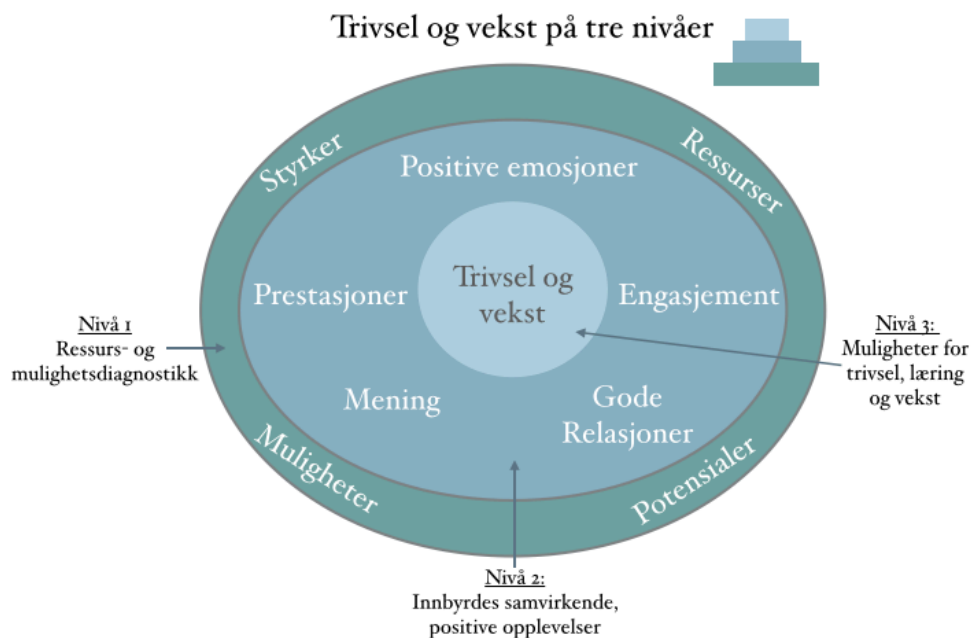 Trivsel og vekst på tre nivåer
Styrker
Ressurser
Positive emosjoner
Prestasjoner
Trivsel og
vekst
Engasjement
Nivå 1
Ressurs- og
mulighetsdiagnostikk
Nivå 3:
Muligheter for
trivsel, læring
og vekst
Mening
Gode
Relasjoner
Muligheter
Potensialer
Nivå 2:
Innbyrdes samvirkende,
positive opplevelser